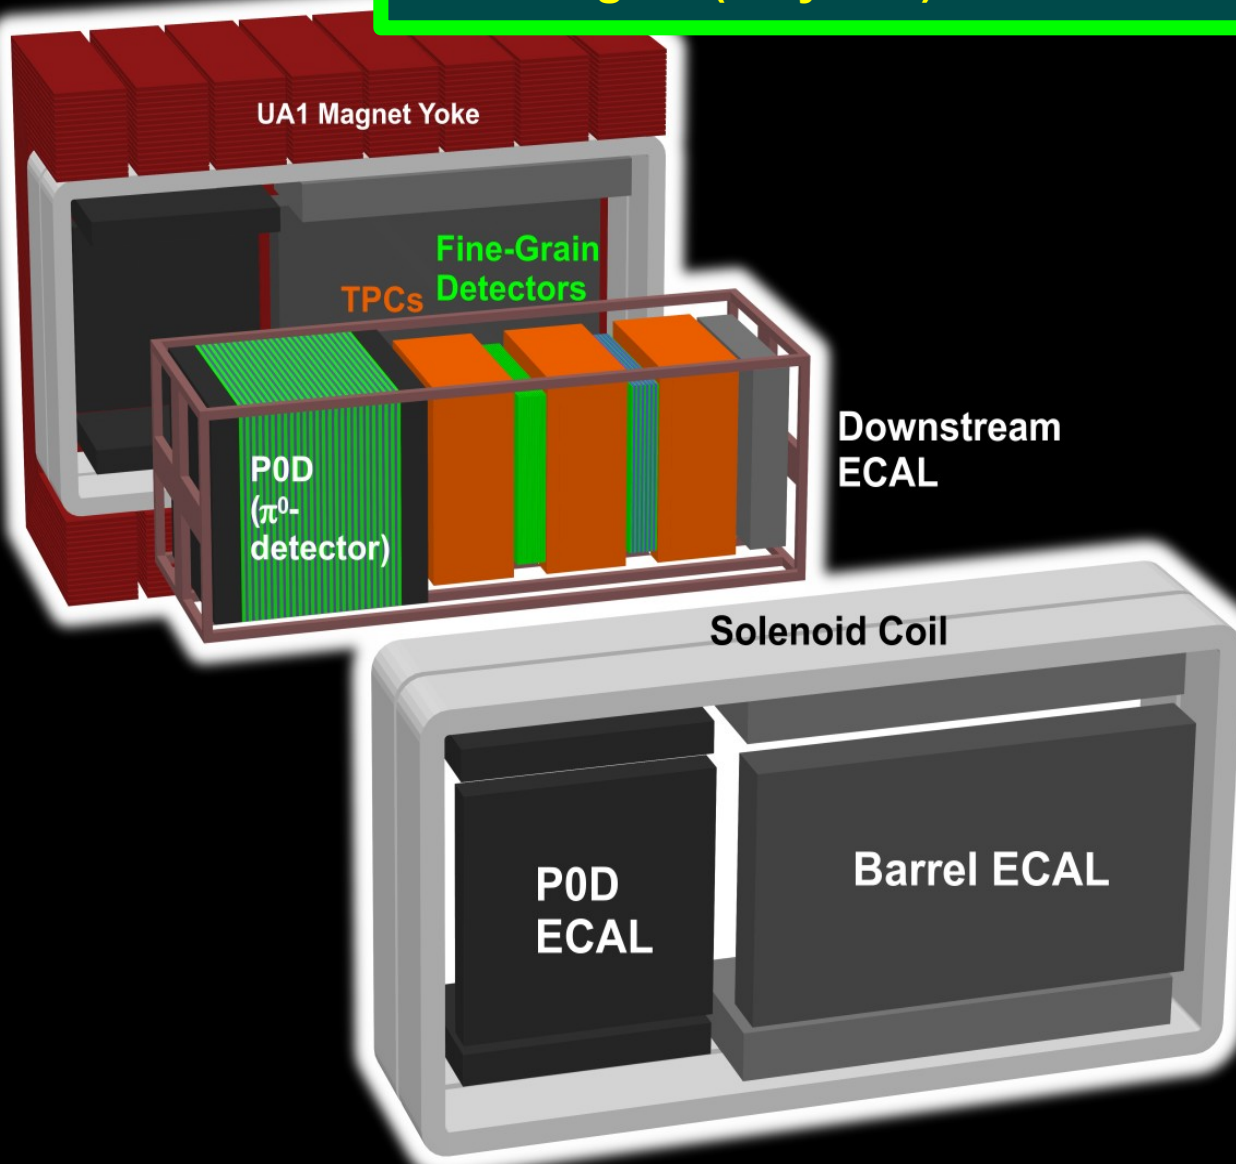 UA1 Magnet Yoke
Fine-Grain
TPCs Detectors
P0D
(π⁰-
detector)
Downstream
ECAL
Solenoid Coil
P0D
ECAL
Barrel ECAL